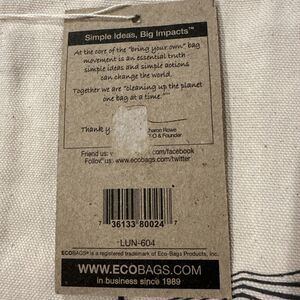 Simple Ideas, Big Impacts™
At the core of the "bring your own" bag
movement is an essential truth -
simple ideas and simple actions
can change the world.
Together we are "cleaning up the planet
one bag at a time."
Thank y
haron Rowe
O & Founder
Friend us: w .com/facebook
Follow us: www.ecobags.com/twitter
7 36133 80024 7
LUN-604
ECOBAGS® is a registered trademark of Eco-Bags Products, Inc.
WWW.ECOBAGS.COM
in business since 1989